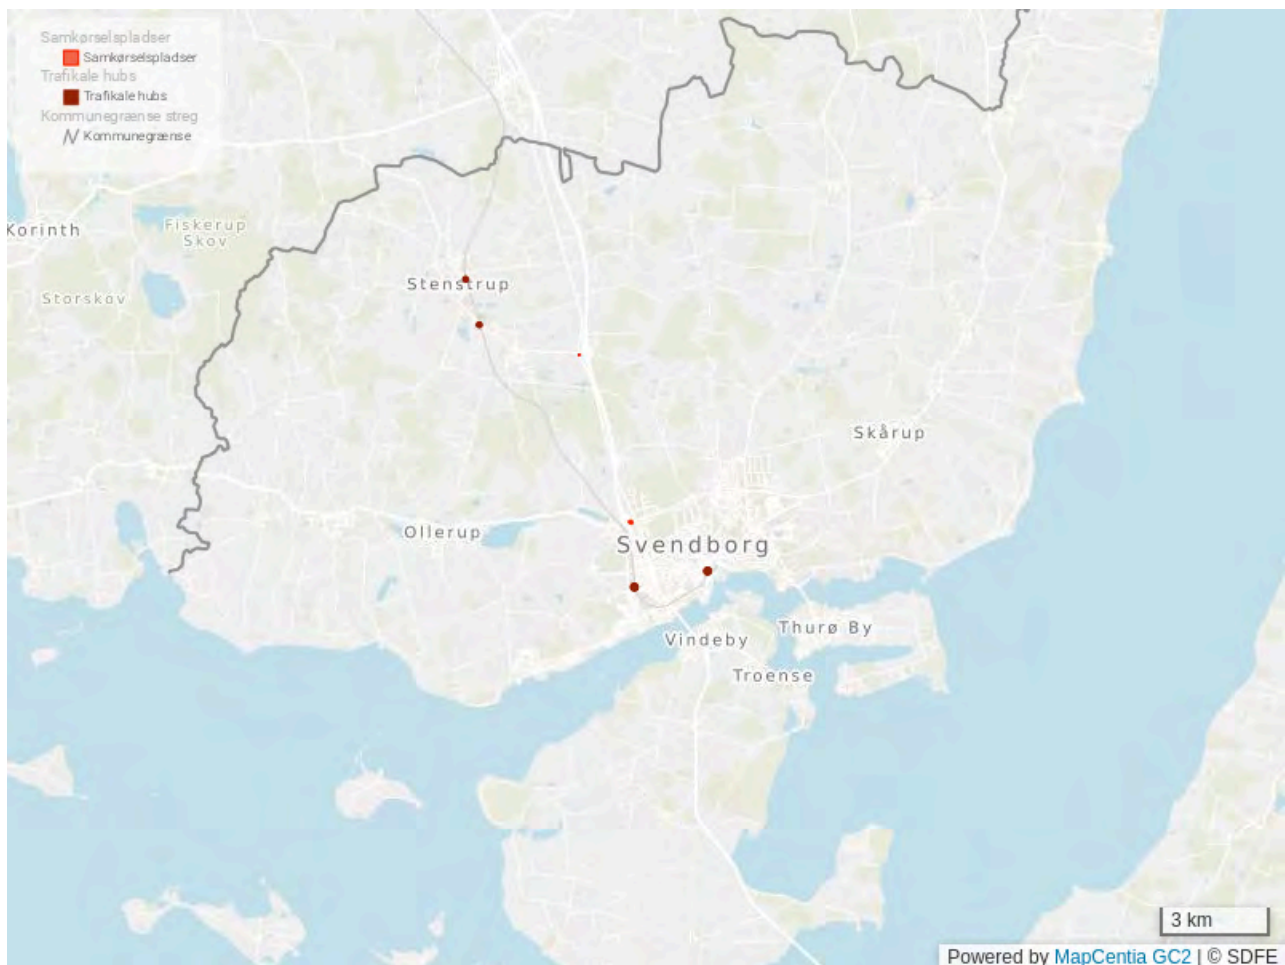 Samkørselspladser
Samkørselspladser
Trafikale hubs
Trafikale hubs
Kommunegrænse streg
Kommunegrænse
Korinth
Fiskerup
Skov
Storskov
Stenstrup
Skårup
Ollerup
Svendborg
Thurø By
Vindeby
Troense
3 km
Powered by MapCentia GC2 | © SDFE